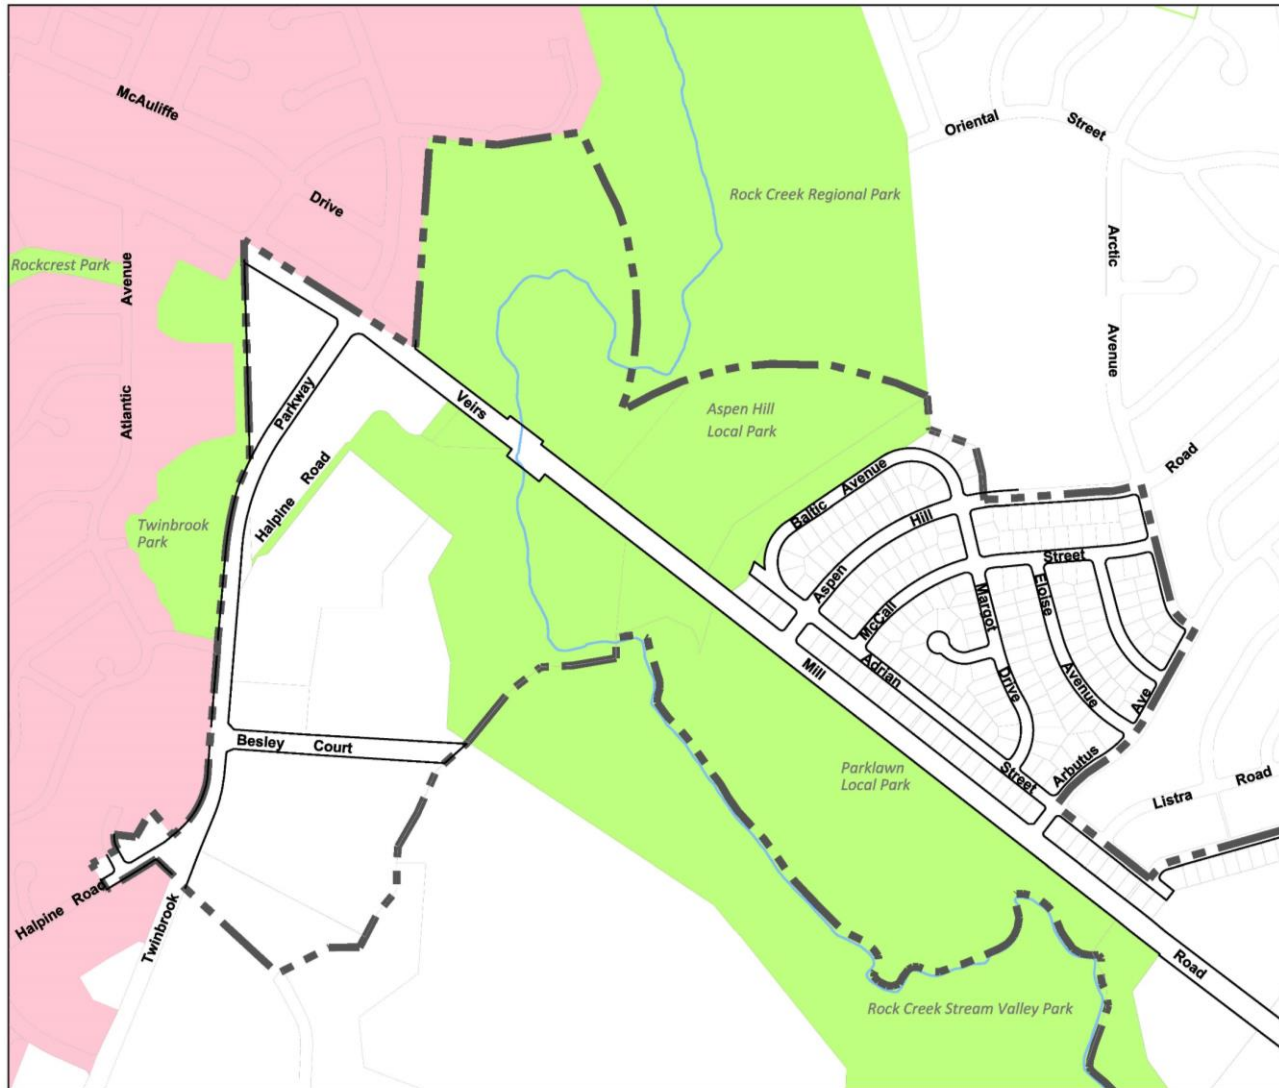 McAuliffe
Drive
Oriental
Street
Rock Creek Regional Park
Arctic
Avenue
Rockcrest Park
Avenue
Atlantic
Parkway
Veirs
Aspen Hill
Local Park
Road
Halpine Road
Baltic Avenue
Aspen Hill
Twinbrook
Park
McCall Street
Margot
Drive
Eloise
Avenue
Adrian
Street
Mill
Ave
Arbutus
Besley Court
Parklawn
Local Park
Listra Road
Halpine Road
Twinbrook
Road
Rock Creek Stream Valley Park